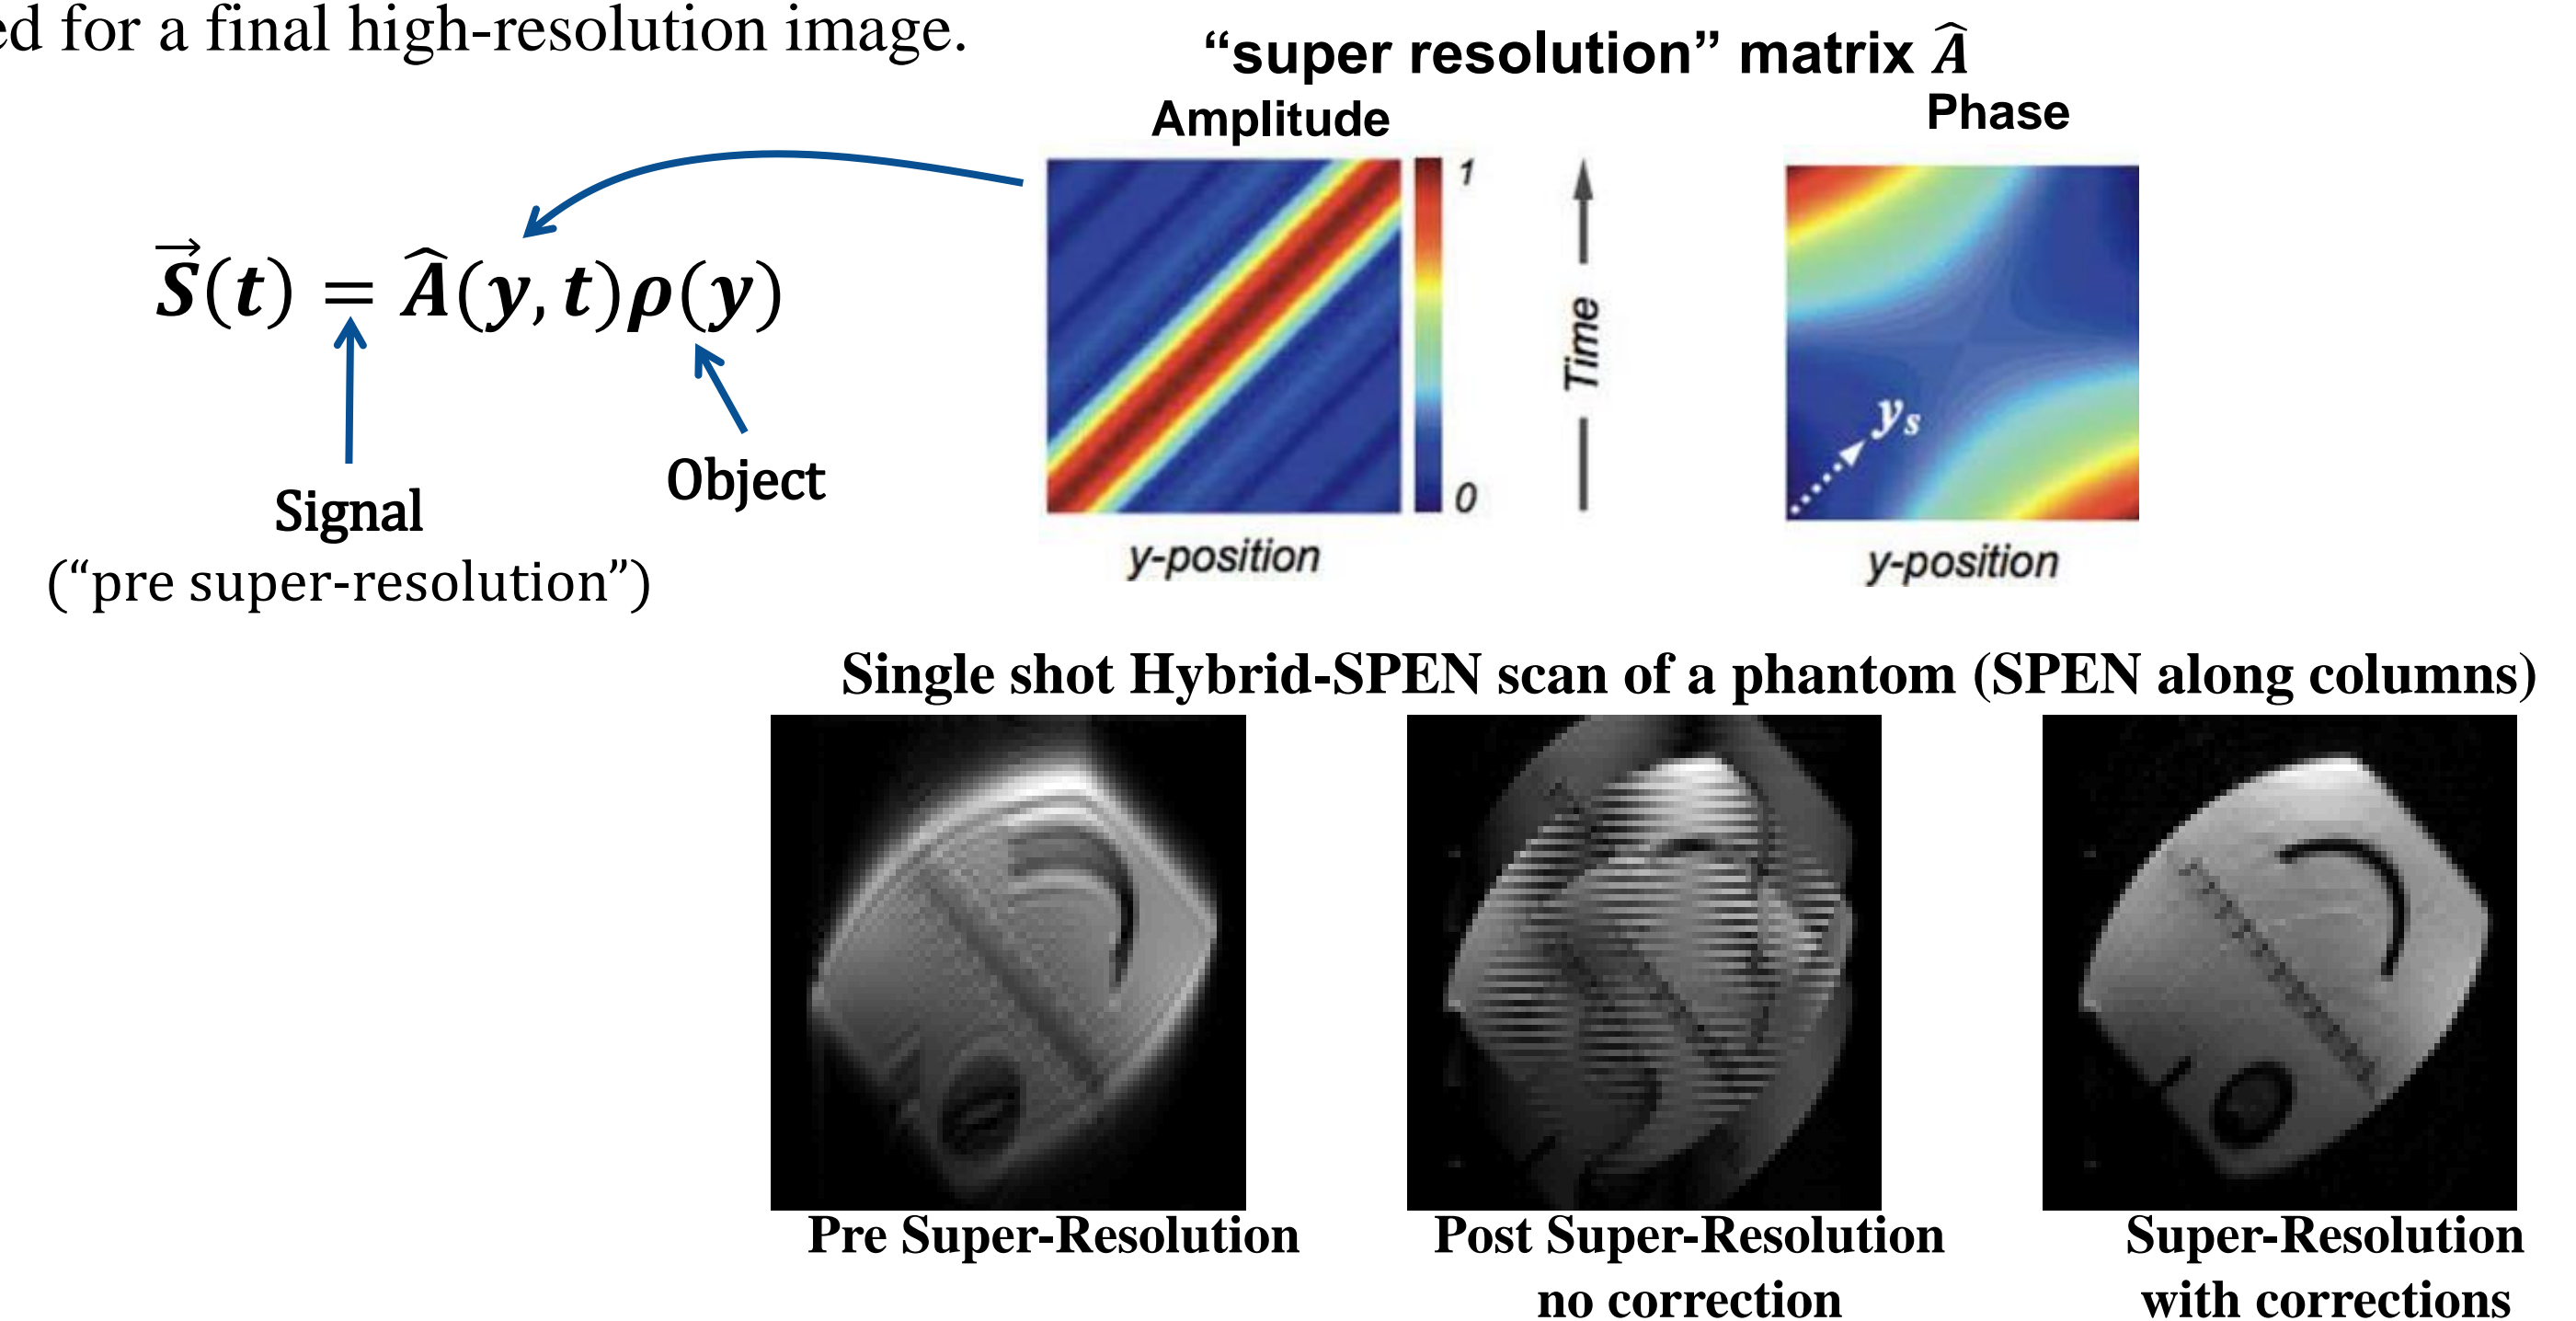 ed for a final high-resolution image.
“super resolution” matrix Â
Amplitude
Phase
1
0
Time
y-position
yₛ
y-position
S⃗(t) = Â(y, t)ρ(y)
Signal
(“pre super-resolution”)
Object
Single shot Hybrid-SPEN scan of a phantom (SPEN along columns)
Pre Super-Resolution
Post Super-Resolution
no correction
Super-Resolution
with corrections